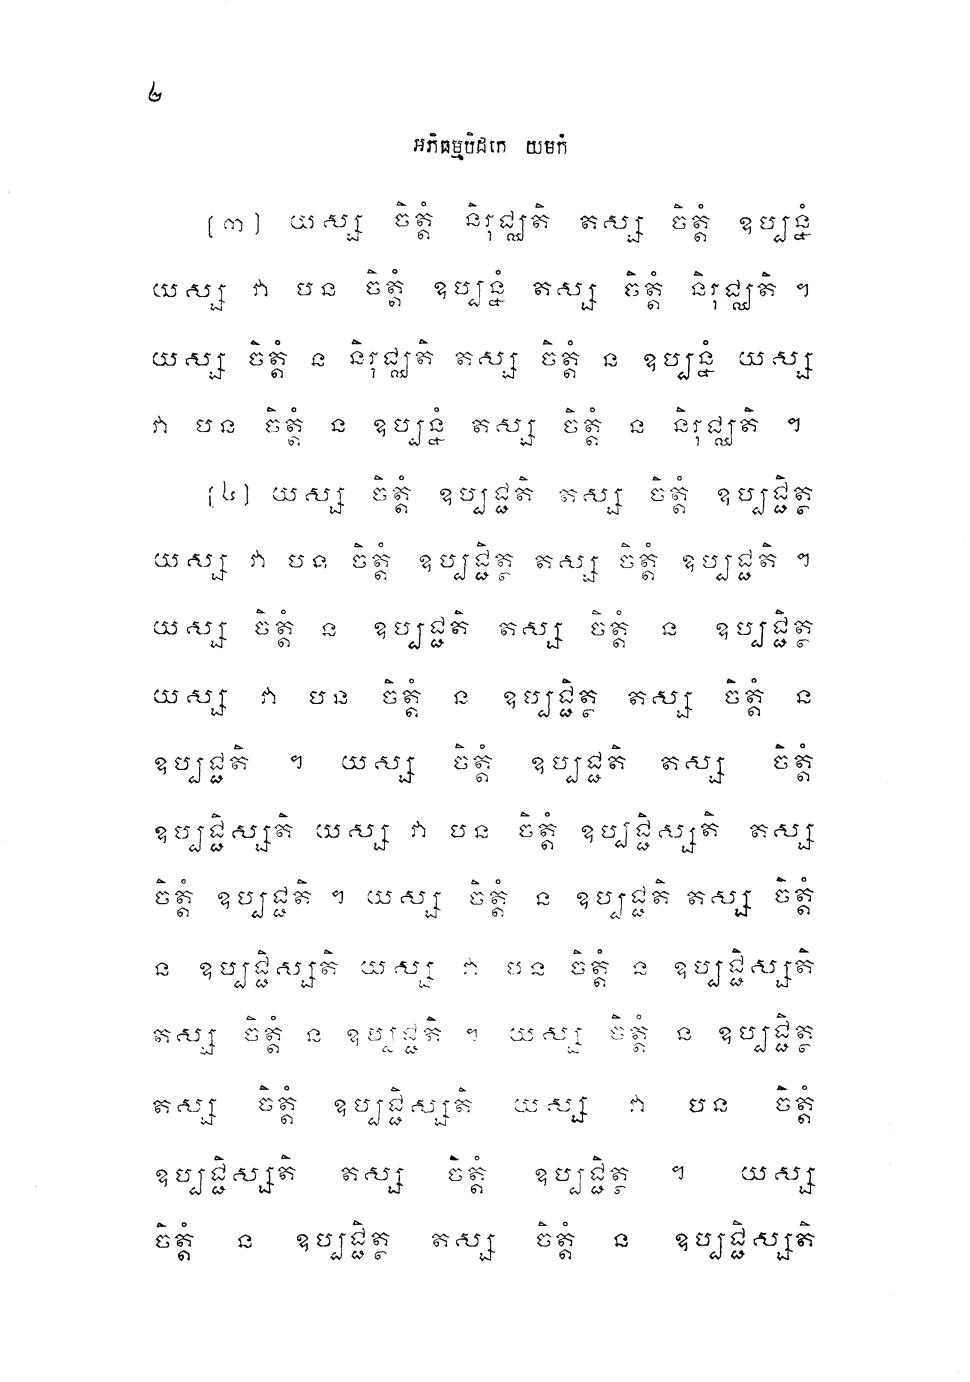 ២
អភិធម្មបិដកេ យមកំ
[៣] យស្ស ចិត្តំ និរុជ្ឈតិ តស្ស ចិត្តំ ឧប្បន្នំ
យស្ស វា បន ចិត្តំ ឧប្បន្នំ តស្ស ចិត្តំ និរុជ្ឈតិ ។
យស្ស ចិត្តំ ន និរុជ្ឈតិ តស្ស ចិត្តំ ន ឧប្បន្នំ យស្ស
វា បន ចិត្តំ ន ឧប្បន្នំ តស្ស ចិត្តំ ន និរុជ្ឈតិ ។
[៤] យស្ស ចិត្តំ ឧប្បជ្ជតិ តស្ស ចិត្តំ ឧប្បជ្ជិត្ថ
យស្ស វា បន ចិត្តំ ឧប្បជ្ជិត្ថ តស្ស ចិត្តំ ឧប្បជ្ជតិ ។
យស្ស ចិត្តំ ន ឧប្បជ្ជតិ តស្ស ចិត្តំ ន ឧប្បជ្ជិត្ថ
យស្ស វា បន ចិត្តំ ន ឧប្បជ្ជិត្ថ តស្ស ចិត្តំ ន
ឧប្បជ្ជតិ ។ យស្ស ចិត្តំ ឧប្បជ្ជតិ តស្ស ចិត្តំ
ឧប្បជ្ជិស្សតិ យស្ស វា បន ចិត្តំ ឧប្បជ្ជិស្សតិ តស្ស
ចិត្តំ ឧប្បជ្ជតិ ។ យស្ស ចិត្តំ ន ឧប្បជ្ជតិ តស្ស ចិត្តំ
ន ឧប្បជ្ជិស្សតិ យស្ស វា បន ចិត្តំ ន ឧប្បជ្ជិស្សតិ
តស្ស ចិត្តំ ន ឧប្បជ្ជតិ ។ យស្ស ចិត្តំ ន ឧប្បជ្ជិត្ថ
តស្ស ចិត្តំ ឧប្បជ្ជិស្សតិ យស្ស វា បន ចិត្តំ
ឧប្បជ្ជិស្សតិ តស្ស ចិត្តំ ឧប្បជ្ជិត្ថ ។ យស្ស
ចិត្តំ ន ឧប្បជ្ជិត្ថ តស្ស ចិត្តំ ន ឧប្បជ្ជិស្សតិ